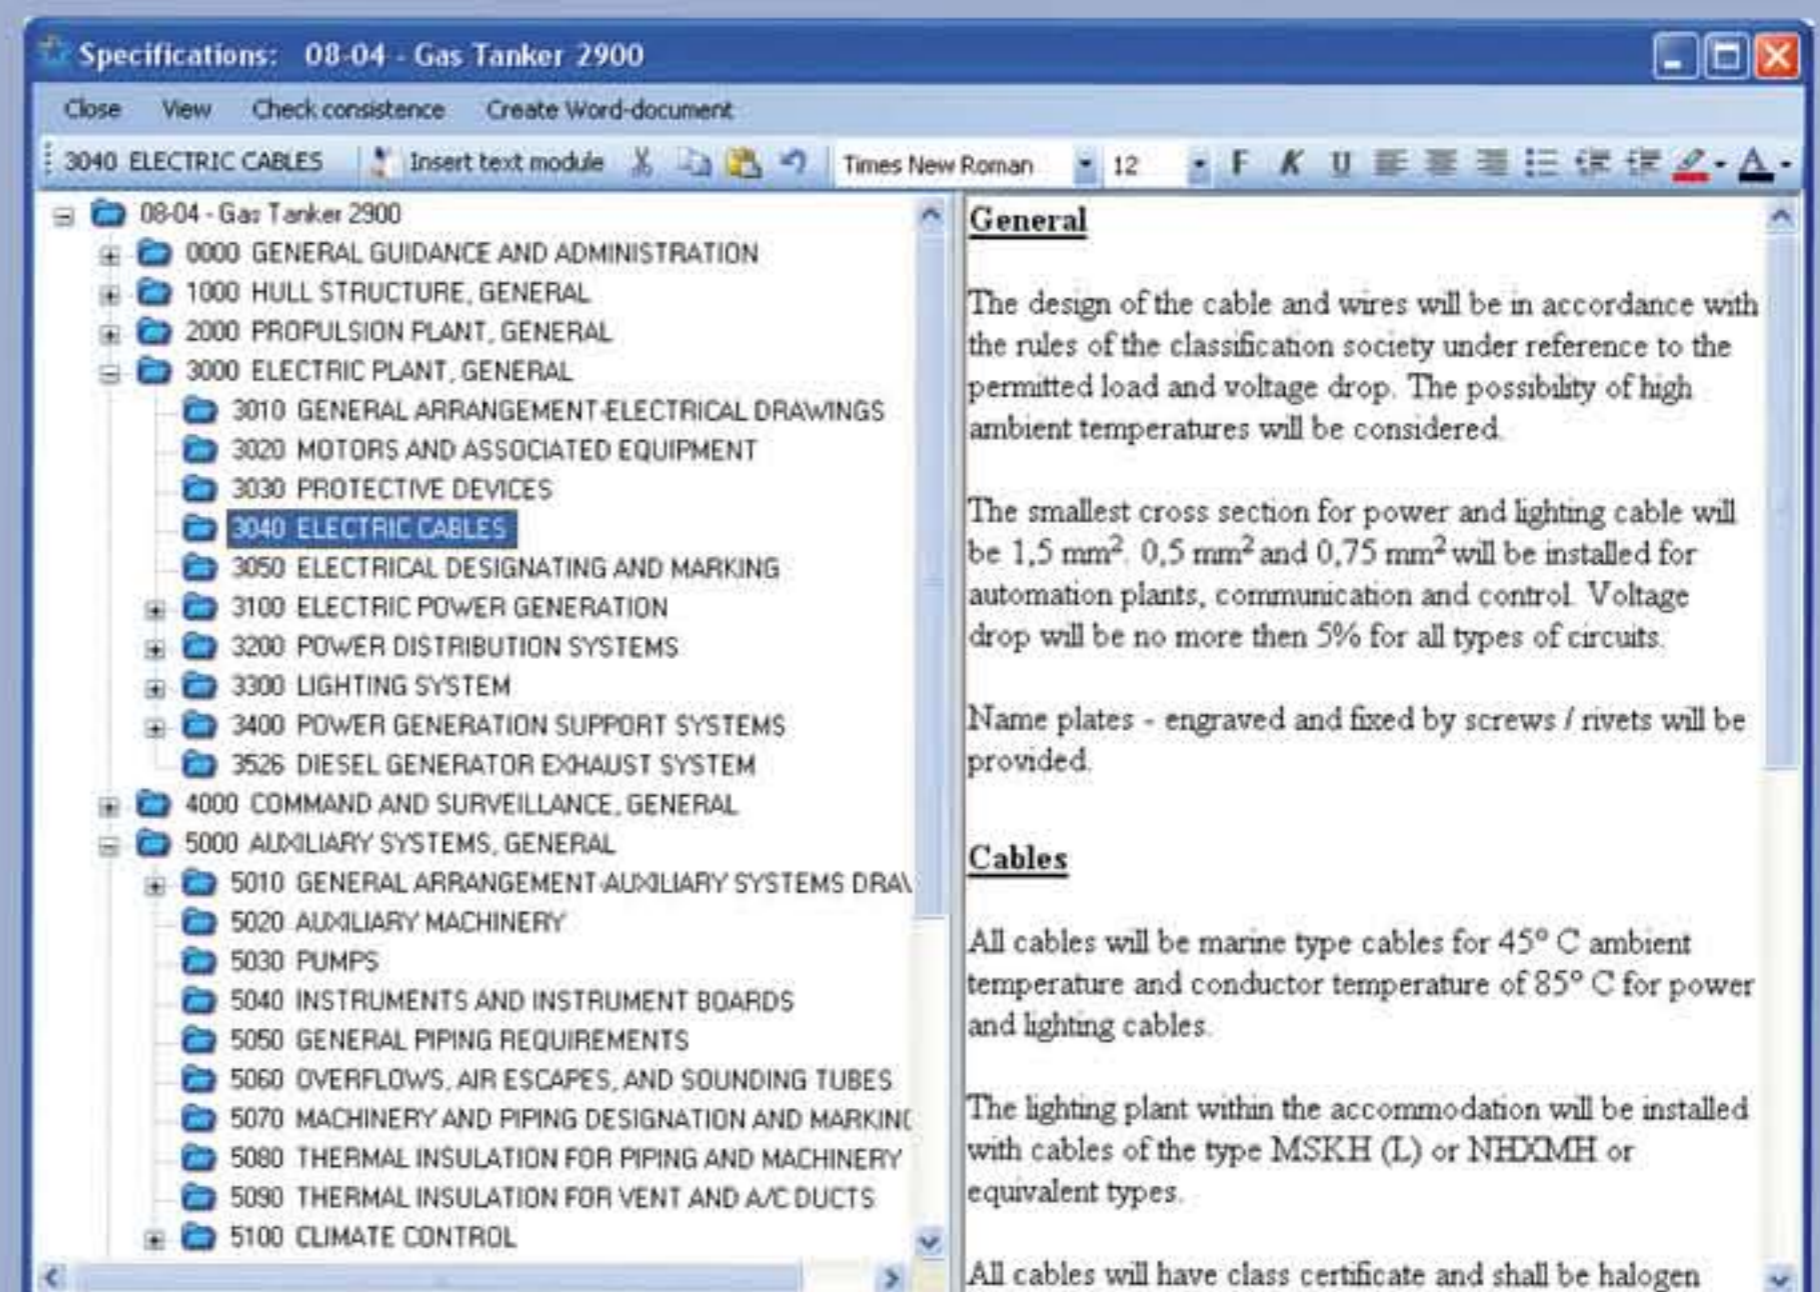 Specifications: 08-04 - Gas Tanker 2900
Close View Check consistence Create Word-document
3040 ELECTRIC CABLES Insert text module Times New Roman 12 F K U A
08-04 - Gas Tanker 2900
0000 GENERAL GUIDANCE AND ADMINISTRATION
1000 HULL STRUCTURE, GENERAL
2000 PROPULSION PLANT, GENERAL
3000 ELECTRIC PLANT, GENERAL
3010 GENERAL ARRANGEMENT-ELECTRICAL DRAWINGS
3020 MOTORS AND ASSOCIATED EQUIPMENT
3030 PROTECTIVE DEVICES
3040 ELECTRIC CABLES
3050 ELECTRICAL DESIGNATING AND MARKING
3100 ELECTRIC POWER GENERATION
3200 POWER DISTRIBUTION SYSTEMS
3300 LIGHTING SYSTEM
3400 POWER GENERATION SUPPORT SYSTEMS
3526 DIESEL GENERATOR EXHAUST SYSTEM
4000 COMMAND AND SURVEILLANCE, GENERAL
5000 AUXILIARY SYSTEMS, GENERAL
5010 GENERAL ARRANGEMENT-AUXILIARY SYSTEMS DRAW
5020 AUXILIARY MACHINERY
5030 PUMPS
5040 INSTRUMENTS AND INSTRUMENT BOARDS
5050 GENERAL PIPING REQUIREMENTS
5060 OVERFLOWS, AIR ESCAPES, AND SOUNDING TUBES
5070 MACHINERY AND PIPING DESIGNATION AND MARKING
5080 THERMAL INSULATION FOR PIPING AND MACHINERY
5090 THERMAL INSULATION FOR VENT AND A/C DUCTS
5100 CLIMATE CONTROL
General
The design of the cable and wires will be in accordance with
the rules of the classification society under reference to the
permitted load and voltage drop. The possibility of high
ambient temperatures will be considered.
The smallest cross section for power and lighting cable will
be 1,5 mm². 0,5 mm² and 0,75 mm² will be installed for
automation plants, communication and control. Voltage
drop will be no more then 5% for all types of circuits.
Name plates - engraved and fixed by screws / rivets will be
provided.
Cables
All cables will be marine type cables for 45° C ambient
temperature and conductor temperature of 85° C for power
and lighting cables.
The lighting plant within the accommodation will be installed
with cables of the type MSKH (L) or NHXMH or
equivalent types.
All cables will have class certificate and shall be halogen